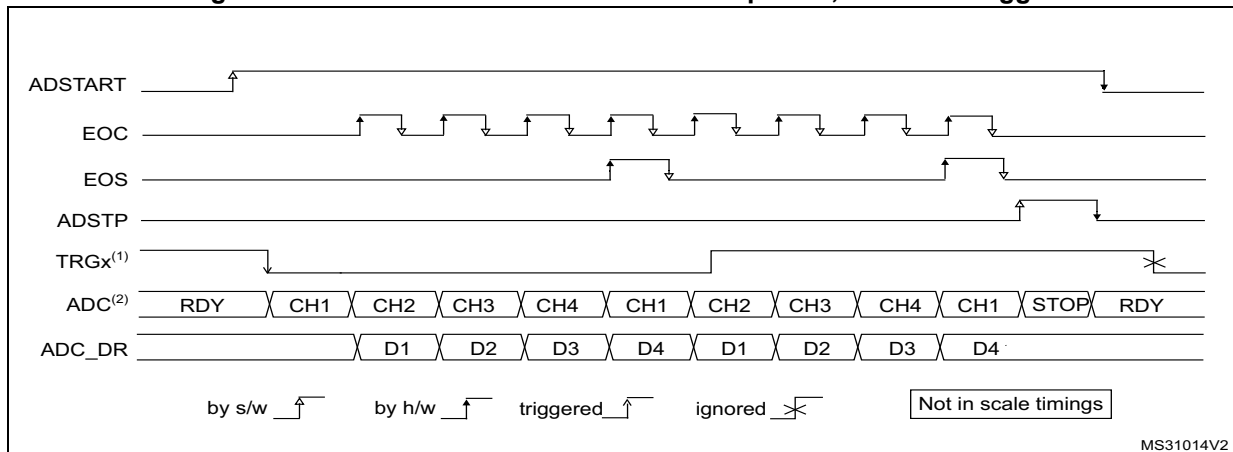 ADSTART
EOC
EOS
ADSTP
TRGx(1)
ADC(2) RDY CH1 CH2 CH3 CH4 CH1 CH2 CH3 CH4 CH1 STOP RDY
ADC_DR D1 D2 D3 D4 D1 D2 D3 D4
by s/w by h/w triggered ignored Not in scale timings
MS31014V2